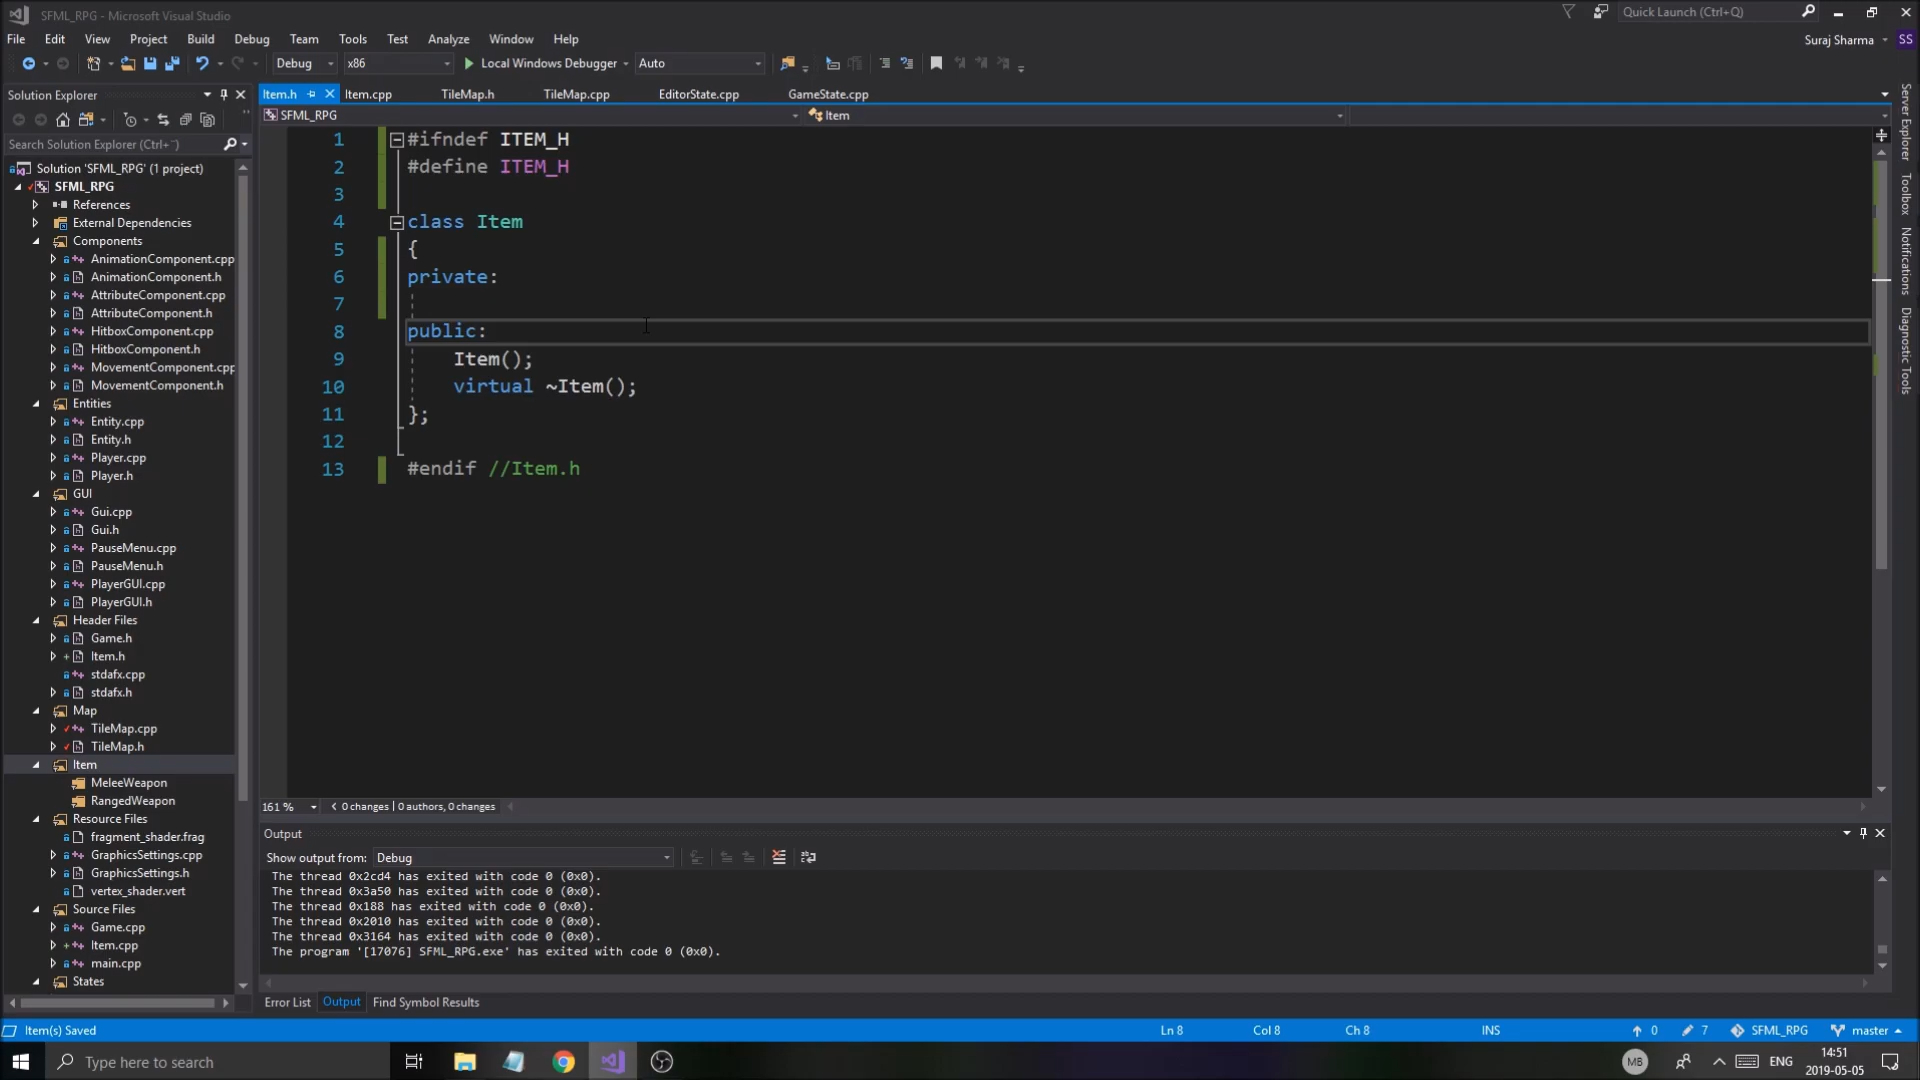 SFML_RPG - Microsoft Visual Studio
Quick Launch (Ctrl+Q)
File Edit View Project Build Debug Team Tools Test Analyze Window Help
Suraj Sharma SS
Debug x86 Local Windows Debugger Auto
Solution Explorer
Item.h Item.cpp TileMap.h TileMap.cpp EditorState.cpp GameState.cpp
SFML_RPG Item
Search Solution Explorer (Ctrl+¨)
Solution 'SFML_RPG' (1 project)
SFML_RPG
References
External Dependencies
Components
AnimationComponent.cpp
AnimationComponent.h
AttributeComponent.cpp
AttributeComponent.h
HitboxComponent.cpp
HitboxComponent.h
MovementComponent.cpp
MovementComponent.h
Entities
Entity.cpp
Entity.h
Player.cpp
Player.h
GUI
Gui.cpp
Gui.h
PauseMenu.cpp
PauseMenu.h
PlayerGUI.cpp
PlayerGUI.h
Header Files
Game.h
Item.h
stdafx.cpp
stdafx.h
Map
TileMap.cpp
TileMap.h
Item
MeleeWeapon
RangedWeapon
Resource Files
fragment_shader.frag
GraphicsSettings.cpp
GraphicsSettings.h
vertex_shader.vert
Source Files
Game.cpp
Item.cpp
main.cpp
States
1 #ifndef ITEM_H
2 #define ITEM_H
3
4 class Item
5 {
6 private:
7
8 public:
9 Item();
10 virtual ~Item();
11 };
12
13 #endif //Item.h
Server Explorer
Toolbox
Notifications
Diagnostic Tools
161 % 0 changes | 0 authors, 0 changes
Output
Show output from: Debug
The thread 0x2cd4 has exited with code 0 (0x0).
The thread 0x3a50 has exited with code 0 (0x0).
The thread 0x188 has exited with code 0 (0x0).
The thread 0x2010 has exited with code 0 (0x0).
The thread 0x3164 has exited with code 0 (0x0).
The program '[17076] SFML_RPG.exe' has exited with code 0 (0x0).
Error List Output Find Symbol Results
Item(s) Saved Ln 8 Col 8 Ch 8 INS 0 7 SFML_RPG master
Type here to search
MB ENG 14:51
2019-05-05